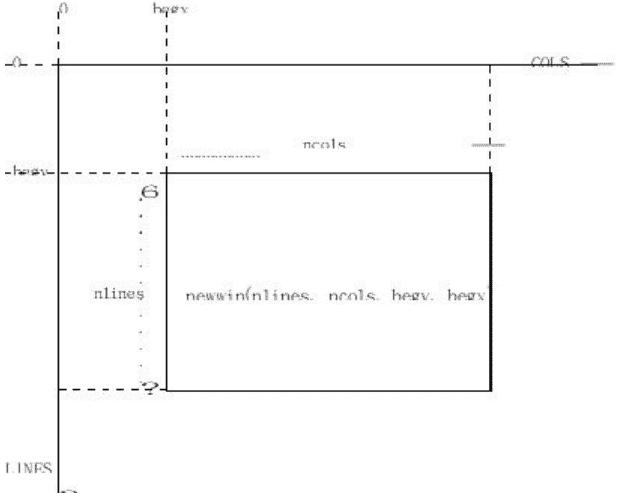 0
begx
0
COLS
ncols
begy
nlines
newwin(nlines, ncols, begy, begx
LINES